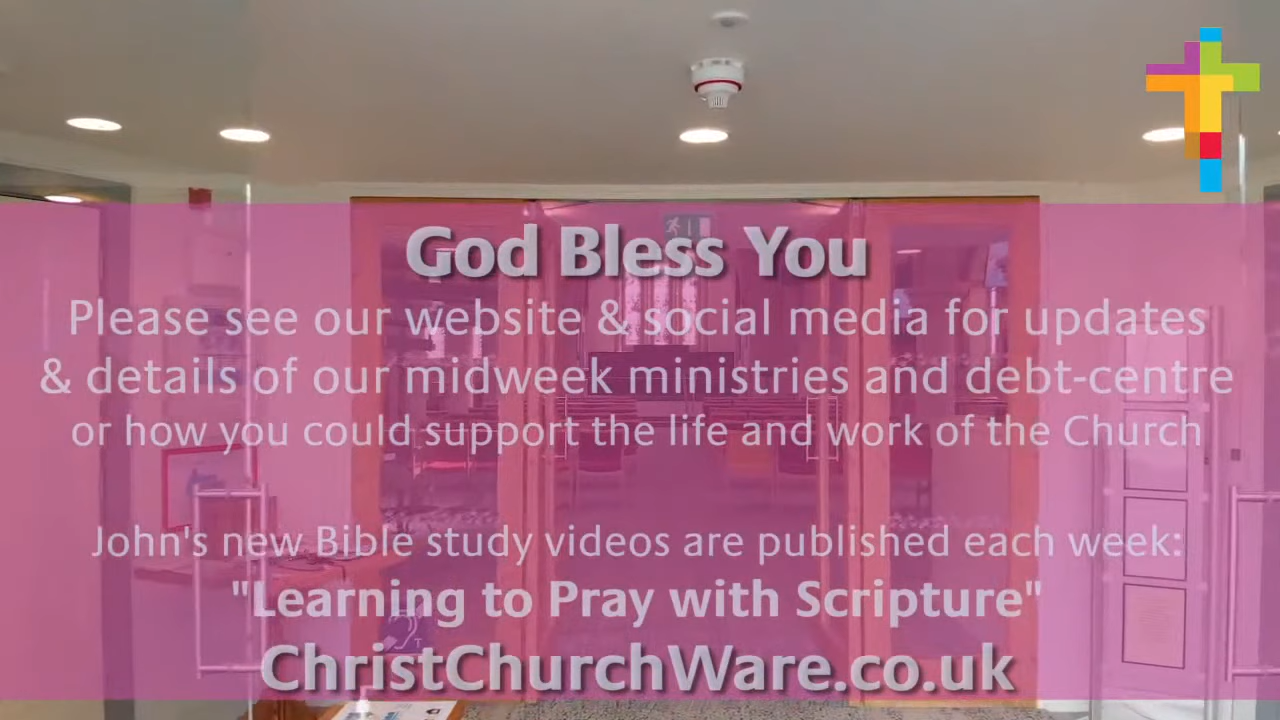 God Bless You
Please see our website & social media for updates
& details of our midweek ministries and debt-centre
or how you could support the life and work of the Church
John's new Bible study videos are published each week:
"Learning to Pray with Scripture"
ChristChurchWare.co.uk